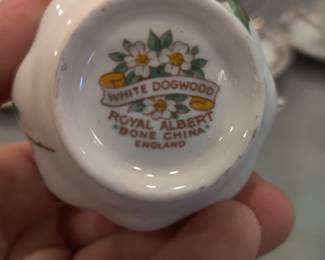 WHITE DOGWOOD
ROYAL ALBERT
BONE CHINA
ENGLAND